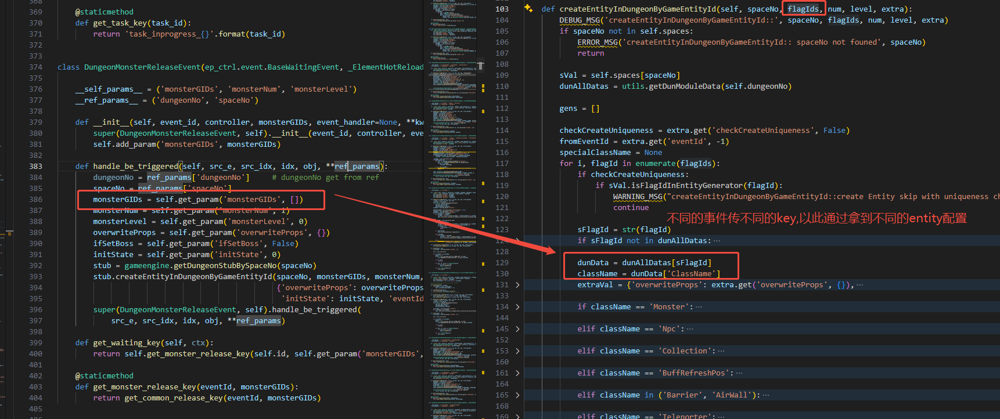 368
369 @staticmethod
370 def get_task_key(task_id):
371 return 'task_inprogress_{}'.format(task_id)
372
373
374 class DungeonMonsterReleaseEvent(ep_ctrl.event.BaseWaitingEvent, _ElementHotReload
375
376 __self_params__ = ('monsterGIDs', 'monsterNum', 'monsterLevel')
377 __ref_params__ = ('dungeonNo', 'spaceNo')
378
379 def __init__(self, event_id, controller, monsterGIDs, event_handler=None, **kw
380 super(DungeonMonsterReleaseEvent, self).__init__(event_id, controller, eve
381 self.add_param('monsterGIDs', monsterGIDs)
382
383 def handle_be_triggered(self, src_e, src_idx, idx, obj, **ref_params):
384 dungeonNo = ref_params['dungeonNo'] # dungeonNo get from ref
385 spaceNo = ref_params['spaceNo']
386 monsterGIDs = self.get_param('monsterGIDs', [])
387 monsterNum = self.get_param('monsterNum', 1)
388 monsterLevel = self.get_param('monsterLevel', 0)
389 overwriteProps = self.get_param('overwriteProps', {})
390 ifSetBoss = self.get_param('ifSetBoss', False)
391 initState = self.get_param('initState', 0)
392 stub = gameengine.getDungeonStubBySpaceNo(spaceNo)
393 stub.createEntityInDungeonByGameEntityId(spaceNo, monsterGIDs, monsterNum,
394 {'overwriteProps': overwriteProps
395 'initState': initState, 'eventId
396 super(DungeonMonsterReleaseEvent, self).handle_be_triggered(
397 src_e, src_idx, idx, obj, **ref_params)
398
399 def get_waiting_key(self, ctx):
400 return self.get_monster_release_key(self.id, self.get_param('monsterGIDs',
401
402 @staticmethod
403 def get_monster_release_key(eventId, monsterGIDs):
404 return get_common_release_key(eventId, monsterGIDs)
405
103 def createEntityInDungeonByGameEntityId(self, spaceNo, flagIds, num, level, extra):
104 DEBUG_MSG('createEntityInDungeonByGameEntityId::', spaceNo, flagIds, num, level, extra)
105 if spaceNo not in self.spaces:
106 ERROR_MSG('createEntityInDungeonByGameEntityId:: spaceNo not founed', spaceNo)
107 return
108
109 sVal = self.spaces[spaceNo]
110 dunAllDatas = utils.getDunModuleData(self.dungeonNo)
111
112 gens = []
113
114 checkCreateUniqueness = extra.get('checkCreateUniqueness', False)
115 fromEventId = extra.get('eventId', -1)
116 specialClassName = None
117 for i, flagId in enumerate(flagIds):
118 if checkCreateUniqueness:
119 if sVal.isFlagIdInEntityGenerator(flagId):
120 WARNING_MSG("createEntityInDungeonByGameEntityId::create Entity skip with uniqueness ch
121 continue
122 不同的事件传不同的key,以此通过拿到不同的entity配置
123 sFlagId = str(flagId)
124 if sFlagId not in dunAllDatas: ···
128
129 dunData = dunAllDatas[sFlagId]
130 className = dunData['ClassName']
131 extraVal = {'overwriteProps': extra.get('overwriteProps', {}), ···
133
134 if className == 'Monster': ···
144
145 elif className == 'Npc': ···
152
153 elif className == 'Collection': ···
160
161 elif className == 'BuffRefreshPos': ···
164
165 elif className in ('Barrier', 'AirWall'): ···
168
169 elif className == 'Teleporter': ···